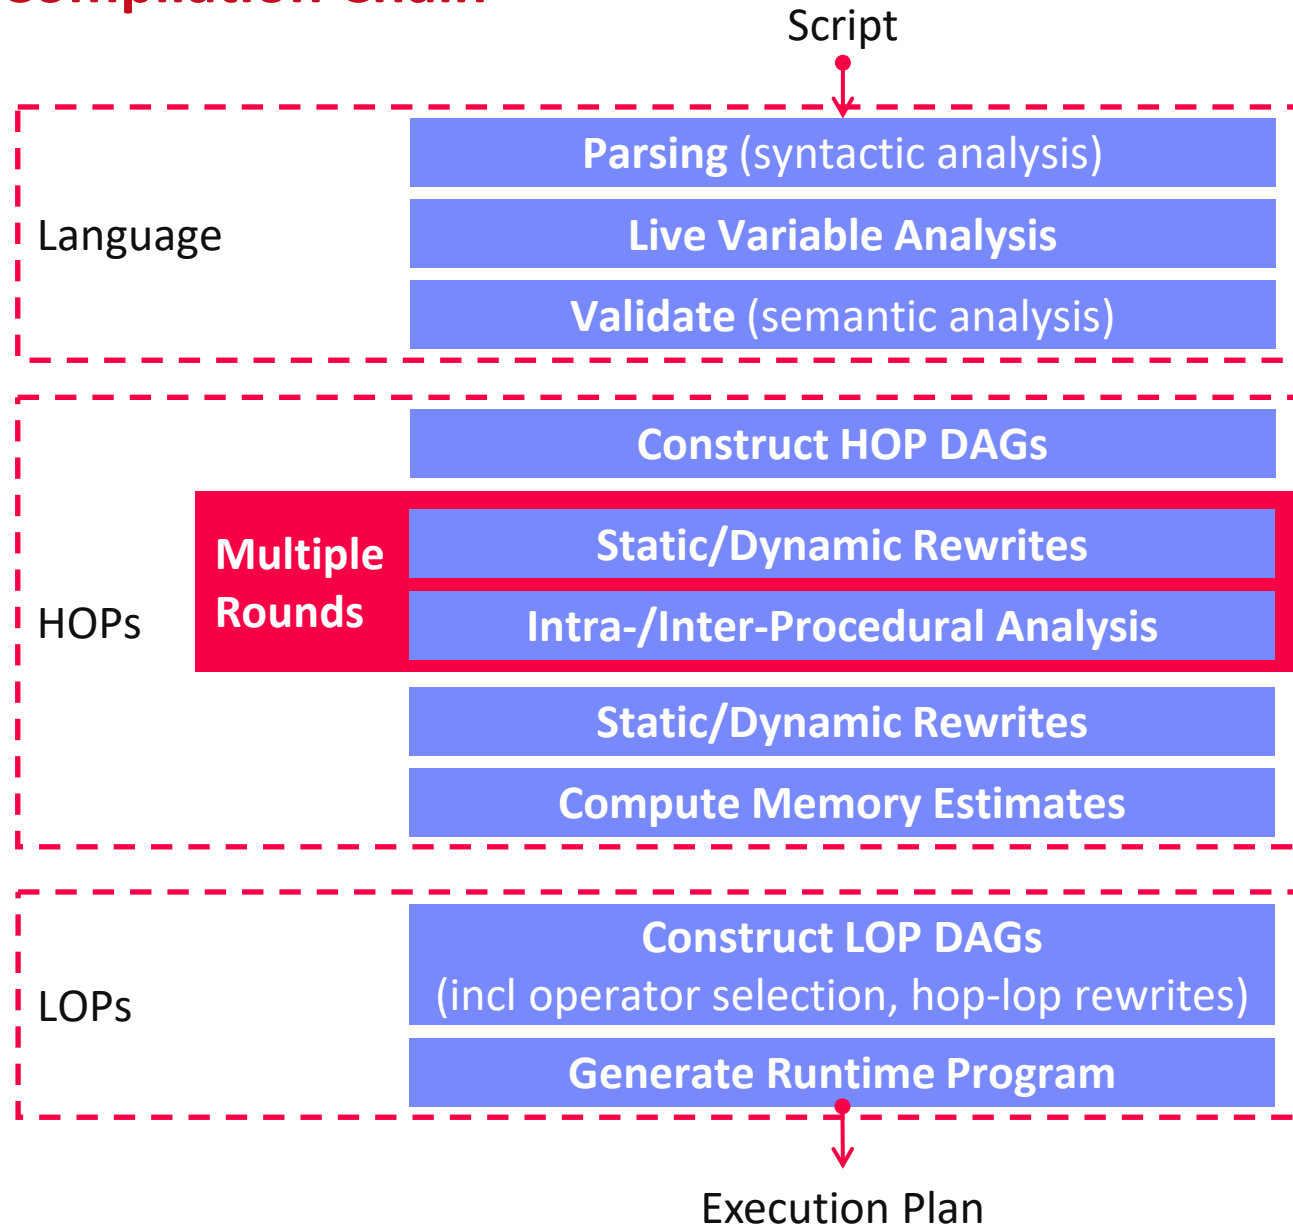 Compilation Chain
Script
Parsing (syntactic analysis)
Language
Live Variable Analysis
Validate (semantic analysis)
Construct HOP DAGs
HOPs
Multiple
Rounds
Static/Dynamic Rewrites
Intra-/Inter-Procedural Analysis
Static/Dynamic Rewrites
Compute Memory Estimates
LOPs
Construct LOP DAGs
(incl operator selection, hop-lop rewrites)
Generate Runtime Program
Execution Plan